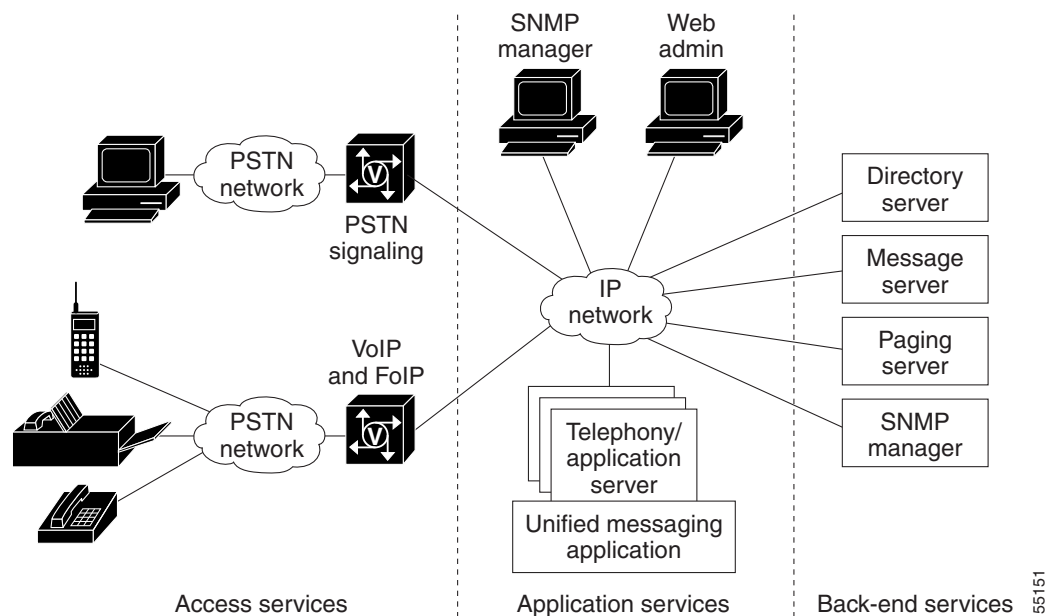 SNMP
manager
Web
admin
PSTN
network
PSTN
signaling
VoIP
and FoIP
PSTN
network
V
V
IP
network
Telephony/
application
server
Unified messaging
application
Directory
server
Message
server
Paging
server
SNMP
manager
Access services
Application services
Back-end services
55151